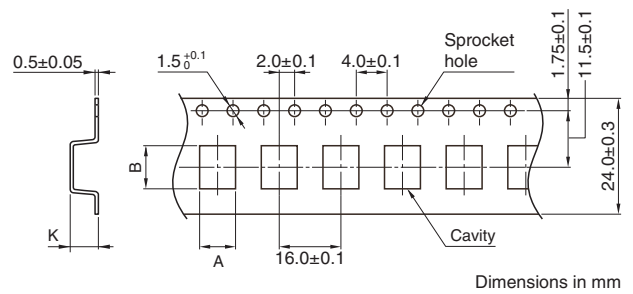 0.5±0.05
1.5 +0.1 0
2.0±0.1
4.0±0.1
Sprocket
hole
1.75±0.1
11.5±0.1
24.0±0.3
B
K
A
16.0±0.1
Cavity
Dimensions in mm